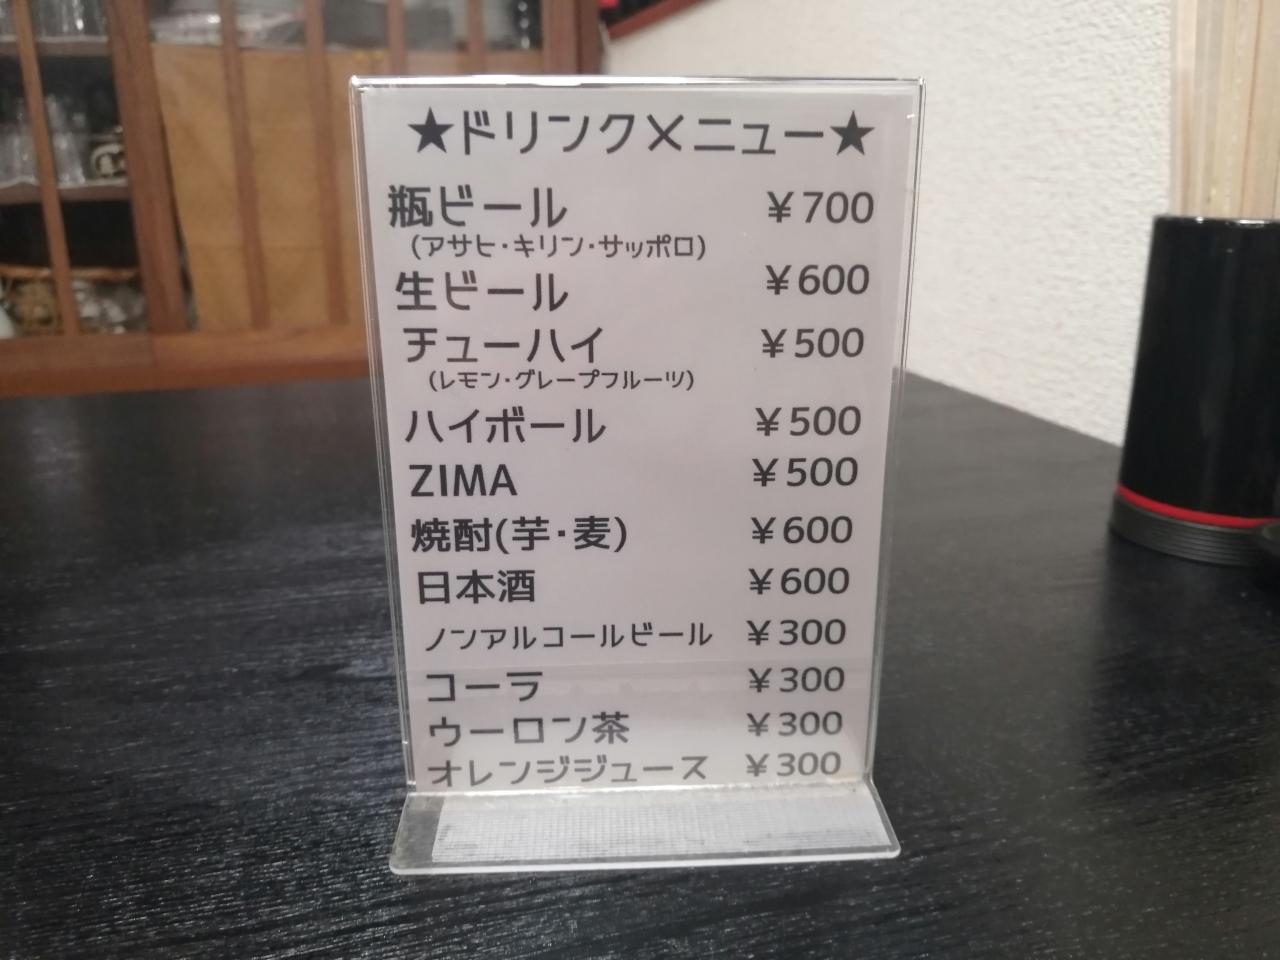 ★ドリンクメニュー★
瓶ビール ￥700
(アサヒ・キリン・サッポロ)
生ビール ￥600
チューハイ ￥500
(レモン・グレープフルーツ)
ハイボール ￥500
ZIMA ￥500
焼酎(芋・麦) ￥600
日本酒 ￥600
ノンアルコールビール ￥300
コーラ ￥300
ウーロン茶 ￥300
オレンジジュース ￥300